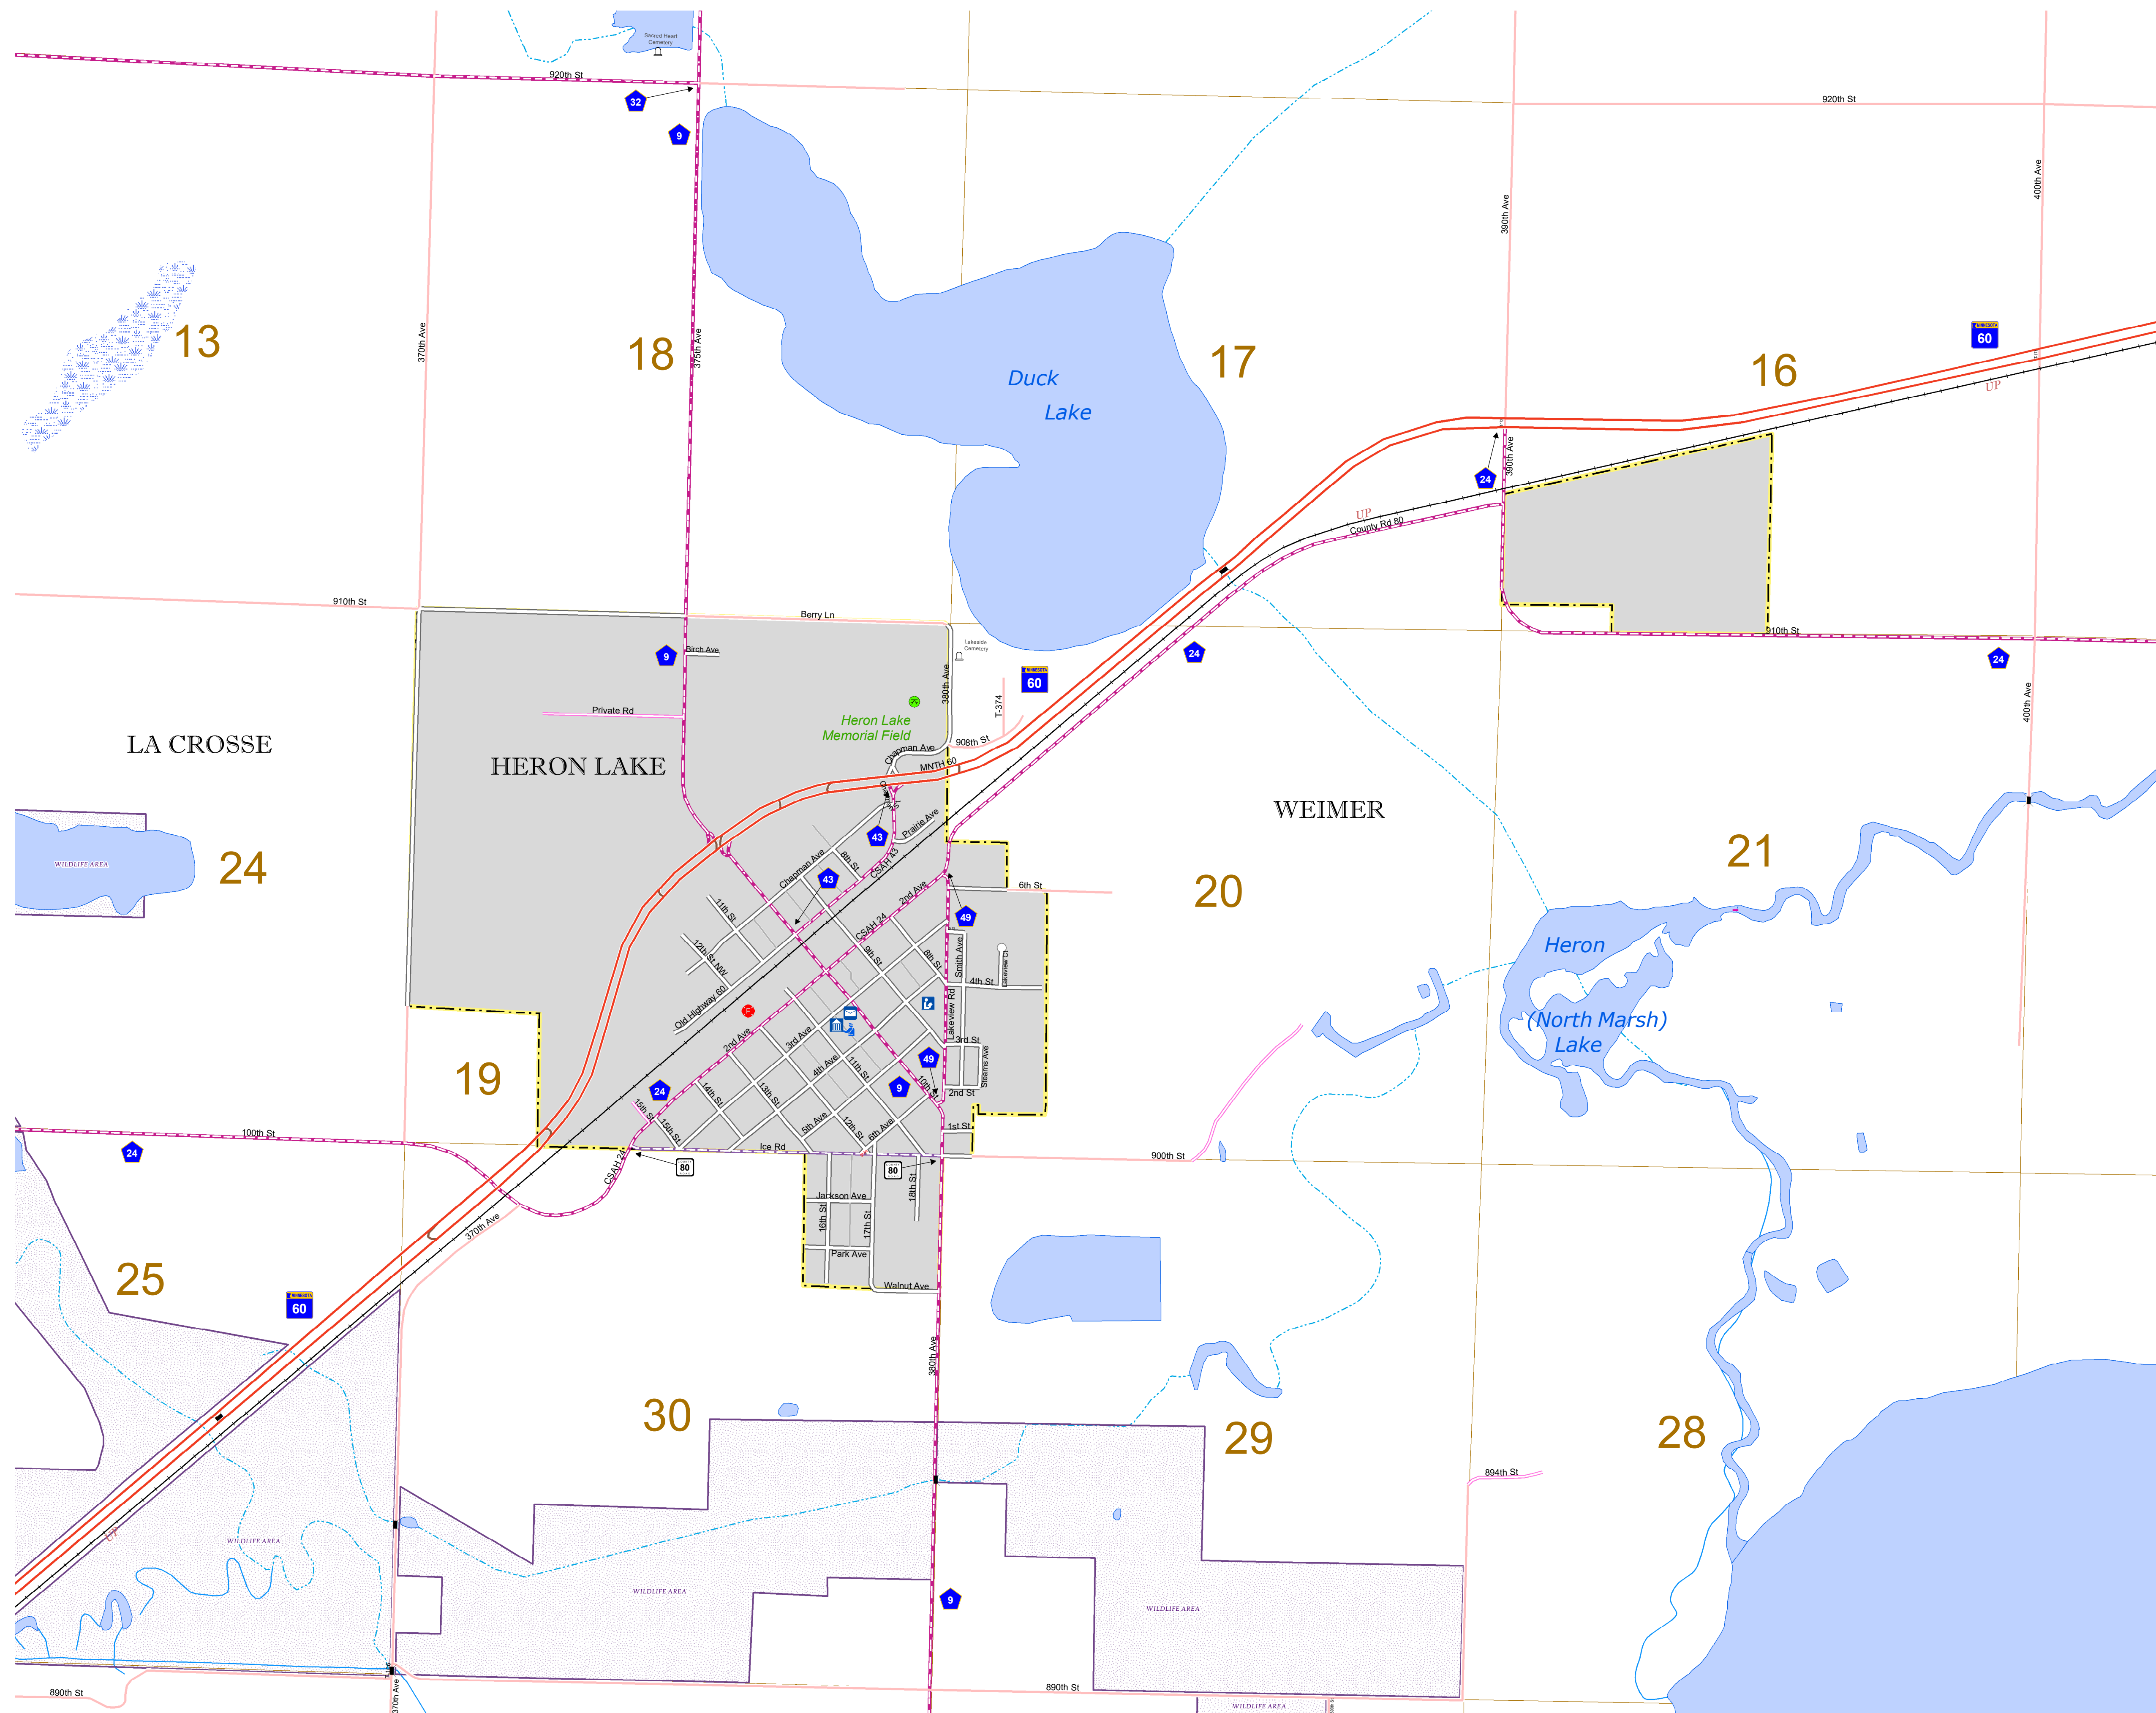 Sacred Heart
Cemetery
920th St
32
9
920th St
390th Ave
400th Ave
13
370th Ave
18
375th Ave
Duck
Lake
17
16
MINNESOTA
60
UP
24
390th Ave
UP
County Rd 80
910th St
Berry Ln
910th St
24
24
9
Birch Ave
Lakeside
Cemetery
380th Ave
MINNESOTA
60
T-374
400th Ave
Private Rd
Heron Lake
Memorial Field
908th St
Chapman Ave
MNTH 60
LA CROSSE
HERON LAKE
WEIMER
43
Prairie Ave
WILDLIFE AREA
24
21
20
Chapman Ave
8th St
CSAH 43
43
2nd Ave
6th St
11th St
49
CSAH 24
12th St NW
9th St
8th St
Smith Ave
Lakeview Ct
4th St
Heron
(North Marsh)
Lake
Old Highway 60
F
Lakeview Rd
2nd Ave
3rd Ave
4th Ave
3rd St
Stearns Ave
11th St
49
9
10th St
2nd St
19
24
14th St
13th St
15th St
15th St
5th Ave
12th St
6th Ave
1st St
100th St
24
Ice Rd
CSAH 24
80
80
900th St
Jackson Ave
18th St
16th St
17th St
370th Ave
Park Ave
Walnut Ave
25
MINNESOTA
60
380th Ave
30
29
28
894th St
UP
WILDLIFE AREA
WILDLIFE AREA
9
WILDLIFE AREA
890th St
370th Ave
890th St
WILDLIFE AREA